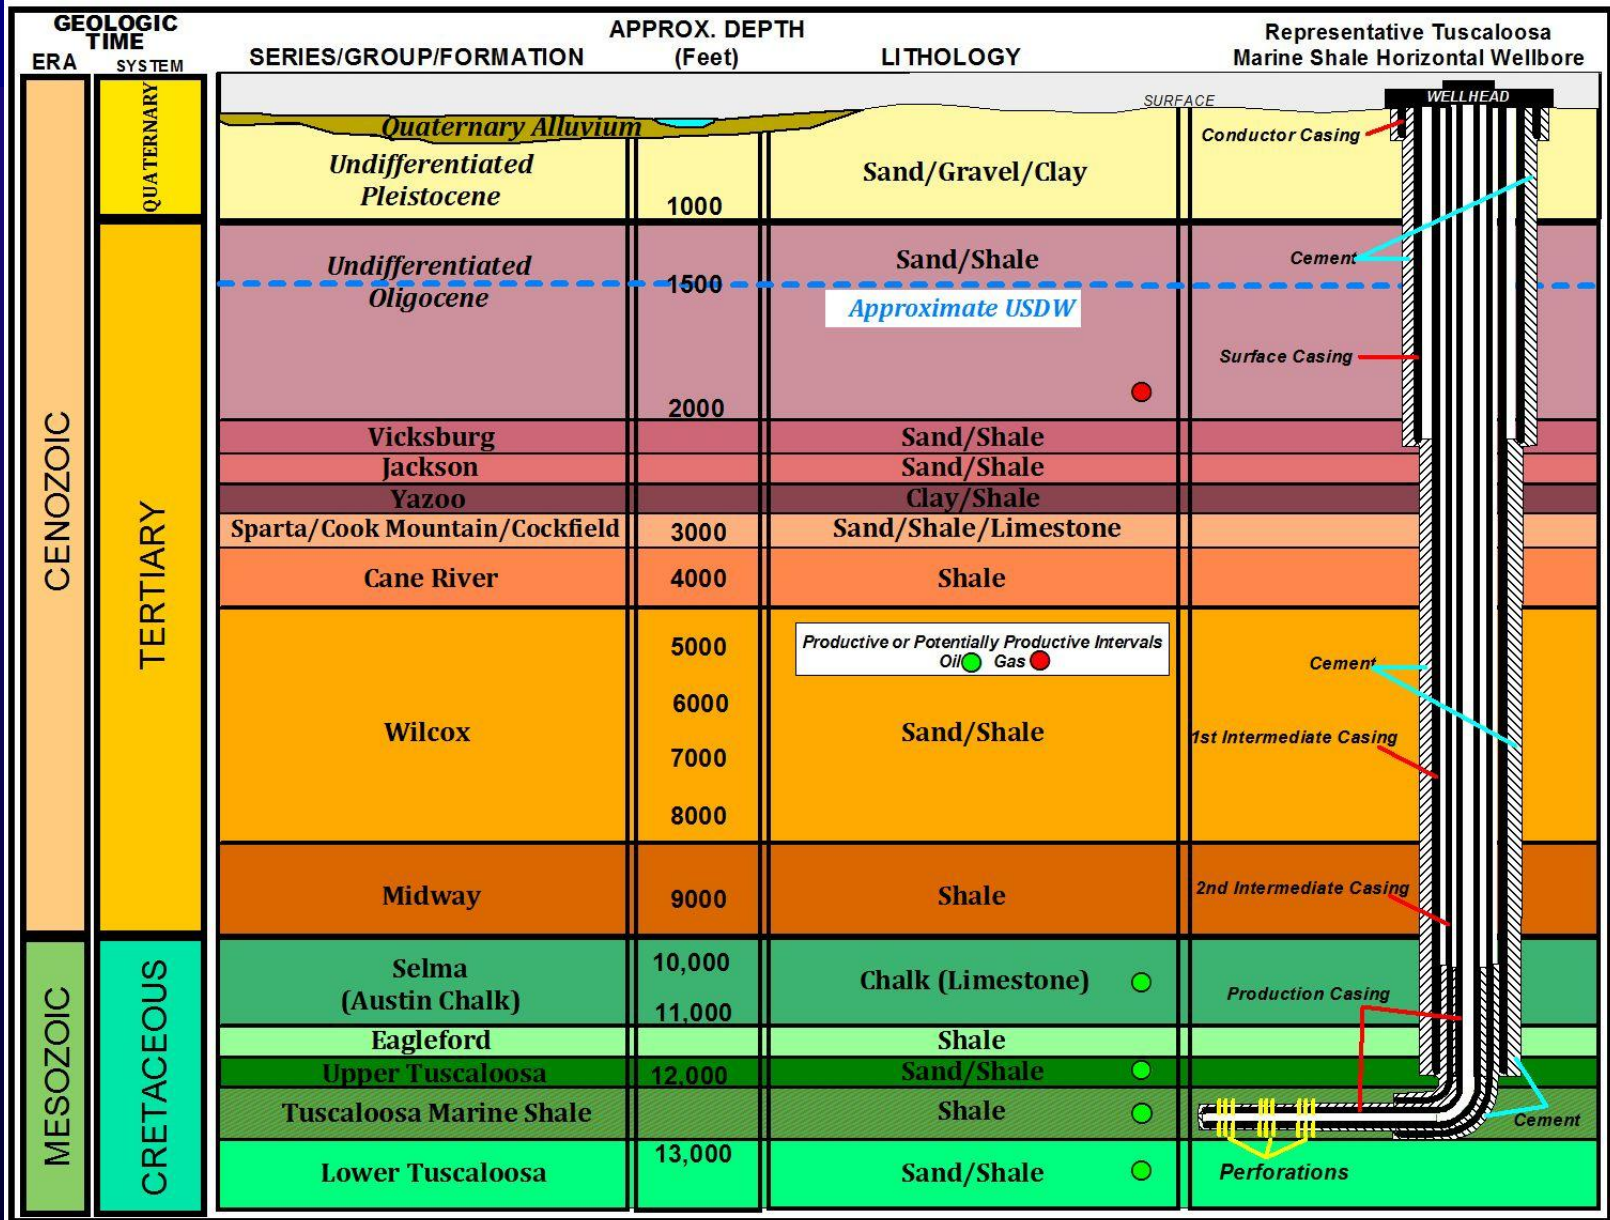 GEOLOGIC
TIME
ERA
SYSTEM
SERIES/GROUP/FORMATION
APPROX. DEPTH
(Feet)
LITHOLOGY
Representative Tuscaloosa
Marine Shale Horizontal Wellbore
CENOZOIC
MESOZOIC
QUATERNARY
TERTIARY
CRETACEOUS
Quaternary Alluvium
Undifferentiated
Pleistocene
1000
Sand/Gravel/Clay
SURFACE
WELLHEAD
Conductor Casing
Undifferentiated
Oligocene
1500
2000
Sand/Shale
Approximate USDW
Cement
Surface Casing
Vicksburg
Sand/Shale
Jackson
Sand/Shale
Yazoo
Clay/Shale
Sparta/Cook Mountain/Cockfield
3000
Sand/Shale/Limestone
Cane River
4000
Shale
Wilcox
5000
6000
7000
8000
Productive or Potentially Productive Intervals
Oil Gas
Sand/Shale
Cement
1st Intermediate Casing
Midway
9000
Shale
2nd Intermediate Casing
Selma
(Austin Chalk)
10,000
11,000
Chalk (Limestone)
Production Casing
Eagleford
Shale
Upper Tuscaloosa
12,000
Sand/Shale
Tuscaloosa Marine Shale
Shale
Cement
Lower Tuscaloosa
13,000
Sand/Shale
Perforations